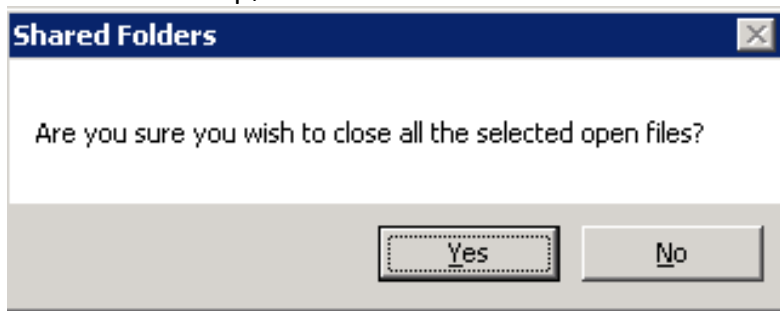 Shared Folders
Are you sure you wish to close all the selected open files?
Yes No